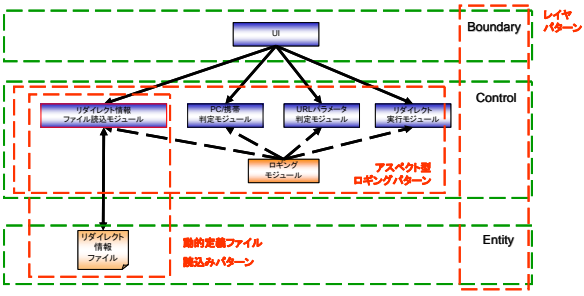 レイヤ
パターン
Boundary
UI
Control
リダイレクト情報
ファイル読込モジュール
PC/携帯
判定モジュール
URLパラメータ
判定モジュール
リダイレクト
実行モジュール
ロギング
モジュール
アスペクト型
ロギングパターン
リダイレクト
情報
ファイル
動的定義ファイル
読込みパターン
Entity